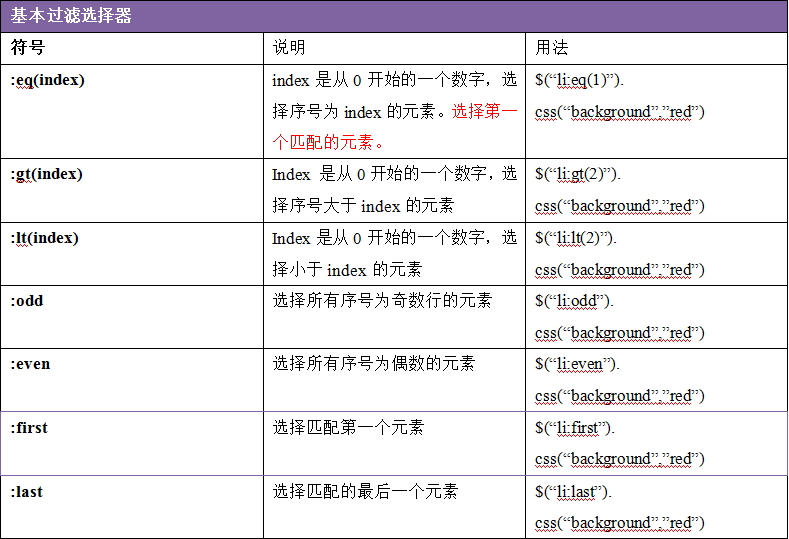 基本过滤选择器
符号 说明 用法
:eq(index) index 是从 0 开始的一个数字，选 $(“li:eq(1)”).
择序号为 index 的元素。选择第一 css(“background”,”red”)
个匹配的元素。
:gt(index) Index 是从 0 开始的一个数字，选 $(“li:gt(2)”).
择序号大于 index 的元素 css(“background”,”red”)
:lt(index) Index 是从 0 开始的一个数字，选 $(“li:lt(2)”).
择小于 index 的元素 css(“background”,”red”)
:odd 选择所有序号为奇数行的元素 $(“li:odd”).
css(“background”,”red”)
:even 选择所有序号为偶数的元素 $(“li:even”).
css(“background”,”red”)
:first 选择匹配第一个元素 $(“li:first”).
css(“background”,”red”)
:last 选择匹配的最后一个元素 $(“li:last”).
css(“background”,”red”)